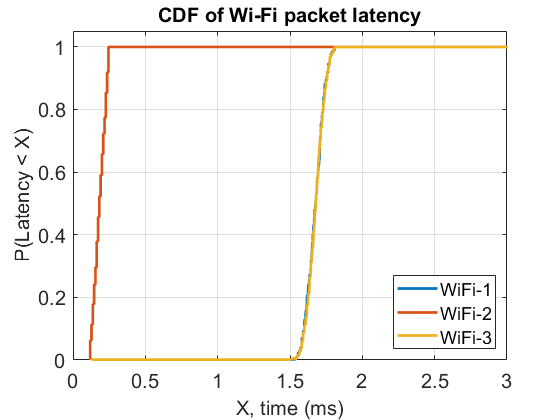 CDF of Wi-Fi packet latency
P(Latency < X)
1
0.8
0.6
0.4
0.2
0
0 0.5 1 1.5 2 2.5 3
X, time (ms)
WiFi-1
WiFi-2
WiFi-3